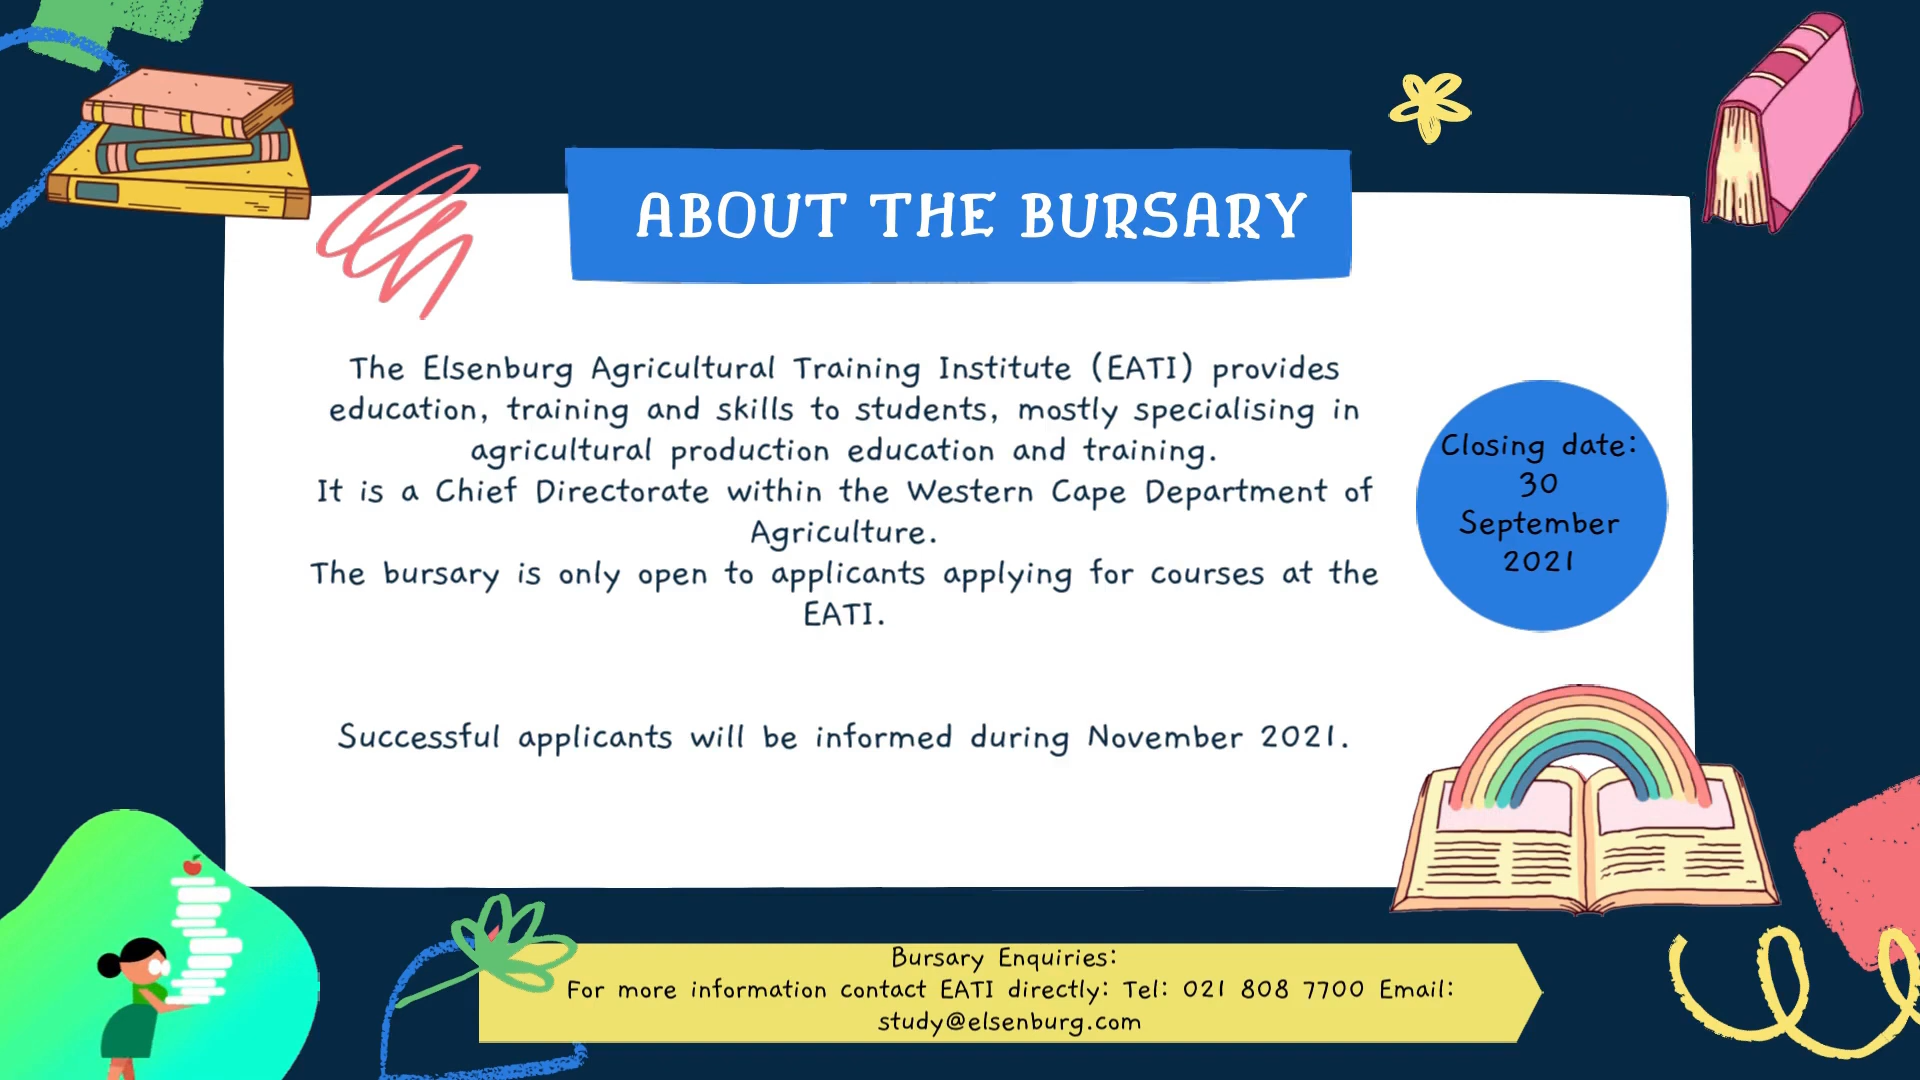 ABOUT THE BURSARY
The Elsenburg Agricultural Training Institute (EATI) provides
education, training and skills to students, mostly specialising in
agricultural production education and training.
It is a Chief Directorate within the Western Cape Department of
Agriculture.
The bursary is only open to applicants applying for courses at the
EATI.
Successful applicants will be informed during November 2021.
Closing date:
30
September
2021
Bursary Enquiries:
For more information contact EATI directly: Tel: 021 808 7700 Email:
study@elsenburg.com